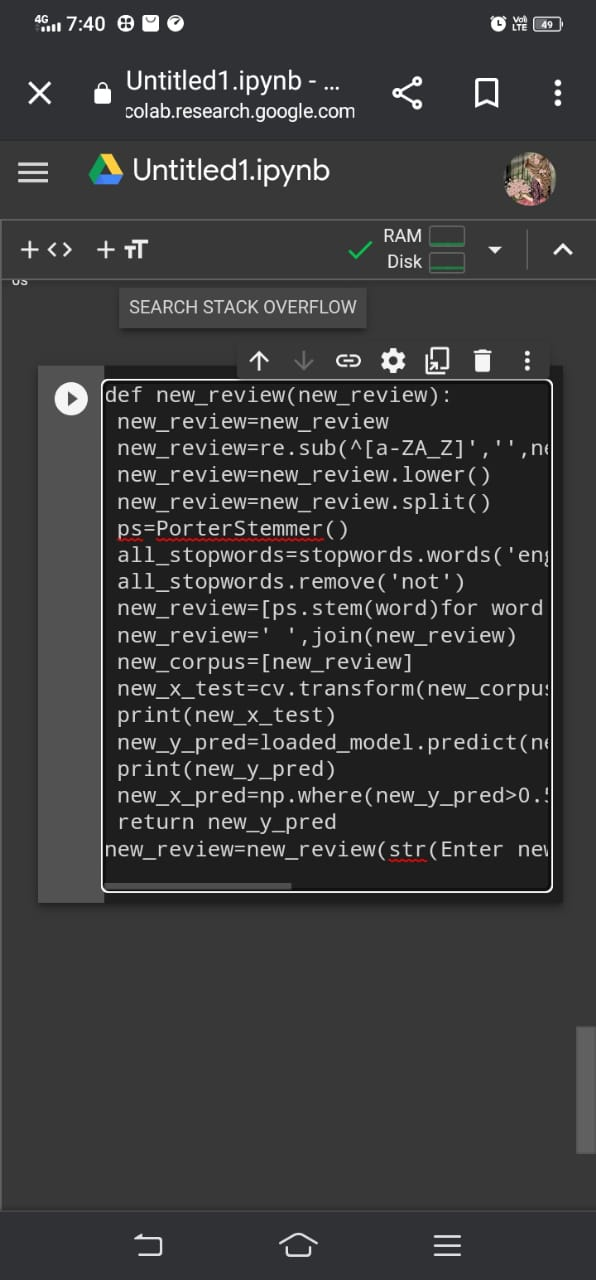 4G 7:40 Vo) LTE 49
Untitled1.ipynb - ...
colab.research.google.com
Untitled1.ipynb
+ <> + TT RAM
Disk
SEARCH STACK OVERFLOW
def new_review(new_review):
new_review=new_review
new_review=re.sub(^[a-ZA_Z]','',ne
new_review=new_review.lower()
new_review=new_review.split()
ps=PorterStemmer()
all_stopwords=stopwords.words('eng
all_stopwords.remove('not')
new_review=[ps.stem(word)for word
new_review=' ',join(new_review)
new_corpus=[new_review]
new_x_test=cv.transform(new_corpus
print(new_x_test)
new_y_pred=loaded_model.predict(ne
print(new_y_pred)
new_x_pred=np.where(new_y_pred>0.5
return new_y_pred
new_review=new_review(str(Enter new